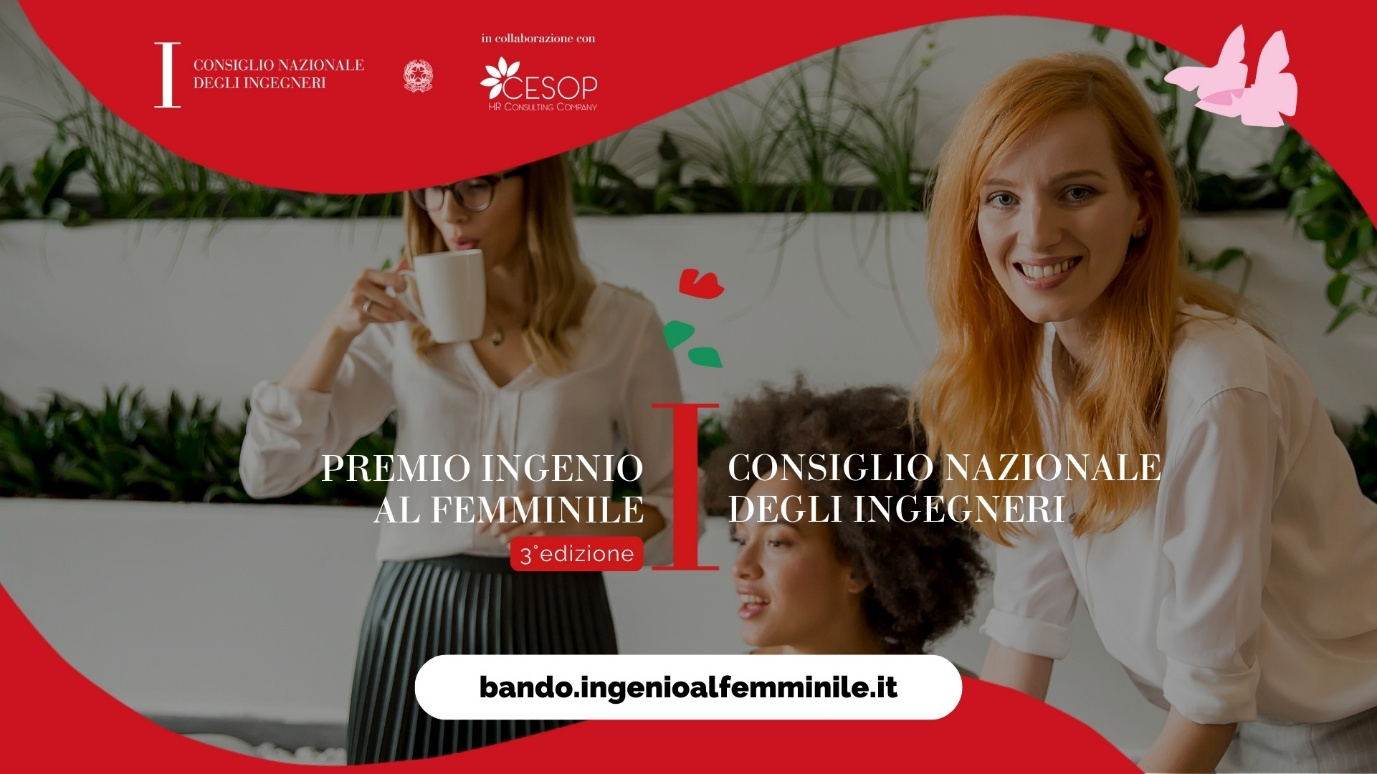 CONSIGLIO NAZIONALE
DEGLI INGEGNERI
in collaborazione con
CESOP
HR CONSULTING COMPANY
PREMIO INGENIO
AL FEMMINILE
3°edizione
I
CONSIGLIO NAZIONALE
DEGLI INGEGNERI
bando.ingenioalfemminile.it